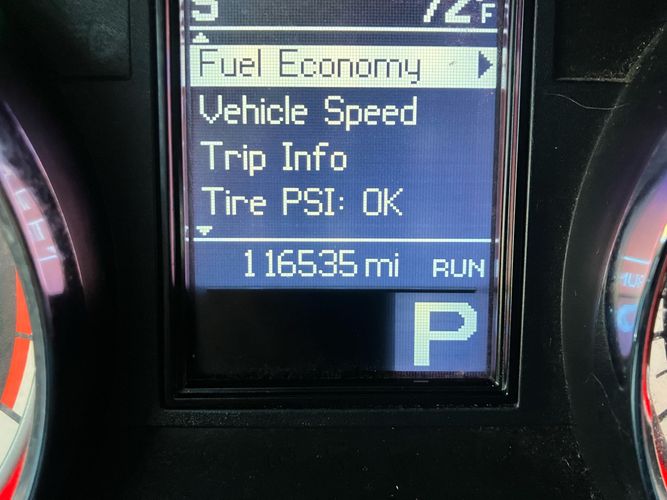 S 72°F
Fuel Economy
Vehicle Speed
Trip Info
Tire PSI: OK
116535 mi RUN
P